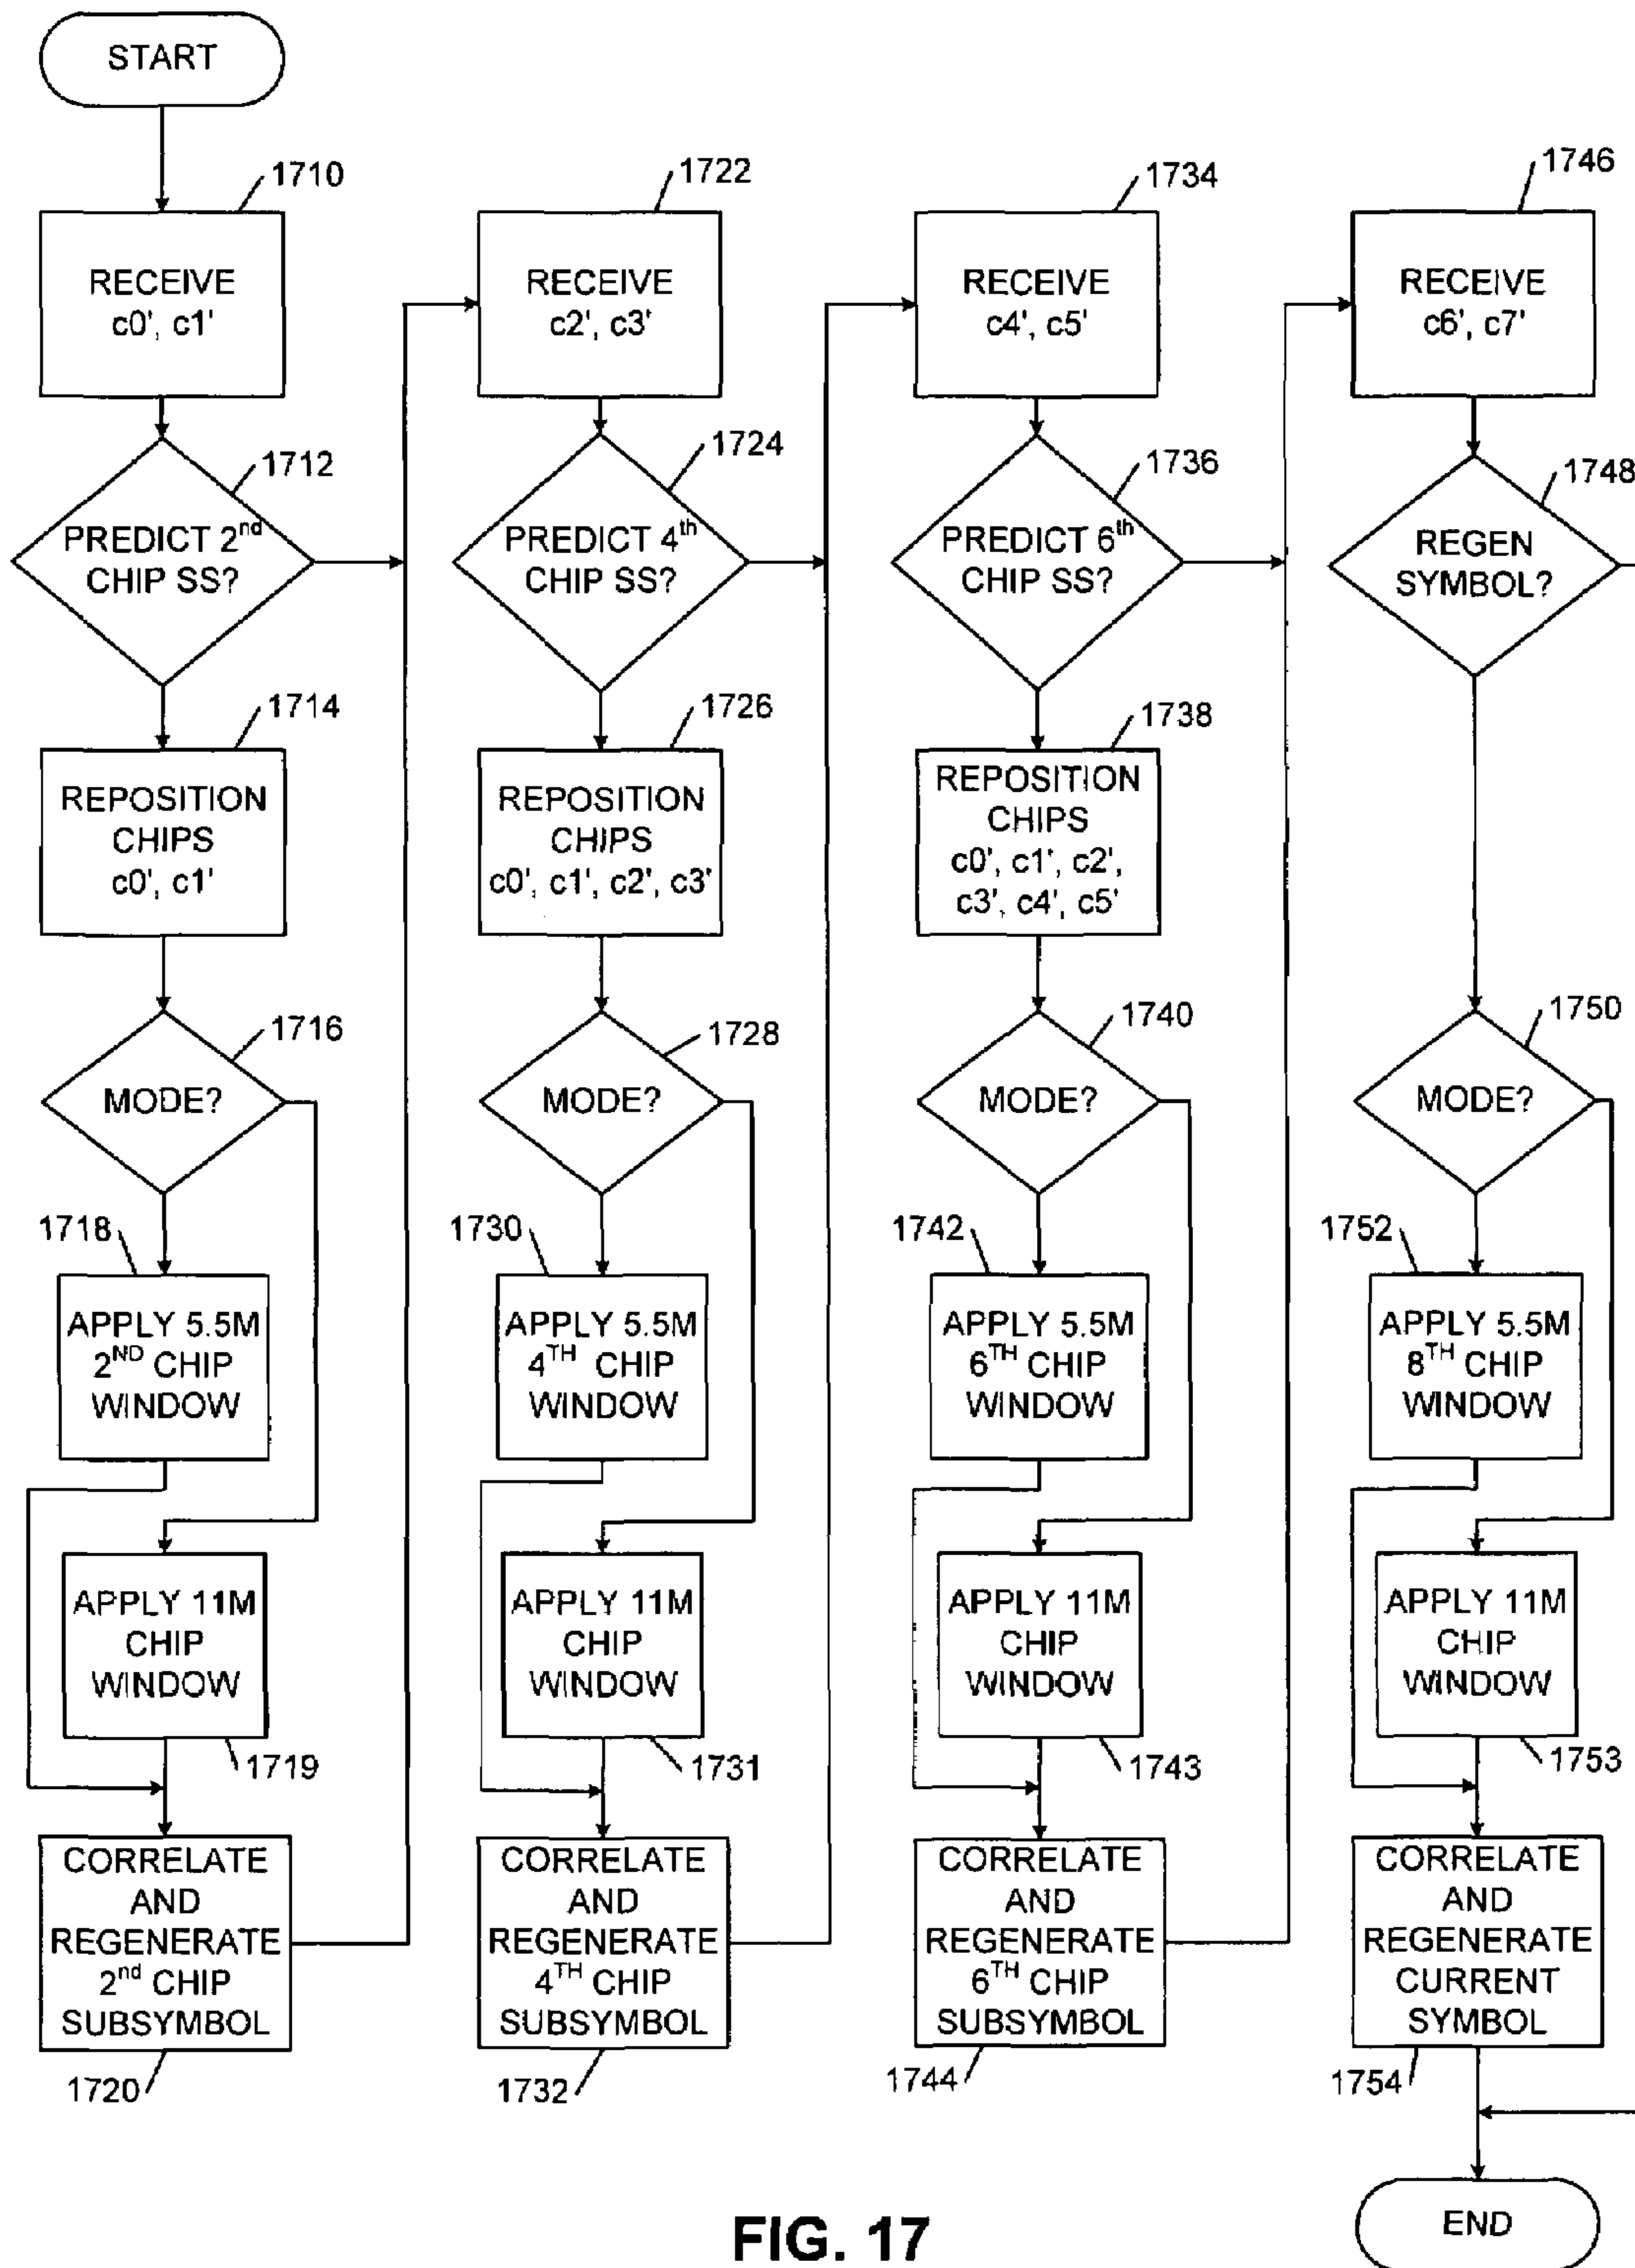 START
1710
RECEIVE
c0', c1'
1712
PREDICT 2nd
CHIP SS?
1714
REPOSITION
CHIPS
c0', c1'
1716
MODE?
1718
APPLY 5.5M
2ND CHIP
WINDOW
APPLY 11M
CHIP
WINDOW
1719
CORRELATE
AND
REGENERATE
2nd CHIP
SUBSYMBOL
1720
1722
RECEIVE
c2', c3'
1724
PREDICT 4th
CHIP SS?
1726
REPOSITION
CHIPS
c0', c1', c2', c3'
1728
MODE?
1730
APPLY 5.5M
4TH CHIP
WINDOW
APPLY 11M
CHIP
WINDOW
1731
CORRELATE
AND
REGENERATE
4TH CHIP
SUBSYMBOL
1732
1734
RECEIVE
c4', c5'
1736
PREDICT 6th
CHIP SS?
1738
REPOSITION
CHIPS
c0', c1', c2',
c3', c4', c5'
1740
MODE?
1742
APPLY 5.5M
6TH CHIP
WINDOW
APPLY 11M
CHIP
WINDOW
1743
CORRELATE
AND
REGENERATE
6TH CHIP
SUBSYMBOL
1744
1746
RECEIVE
c6', c7'
1748
REGEN
SYMBOL?
1750
MODE?
1752
APPLY 5.5M
8TH CHIP
WINDOW
APPLY 11M
CHIP
WINDOW
1753
CORRELATE
AND
REGENERATE
CURRENT
SYMBOL
1754
END
FIG. 17